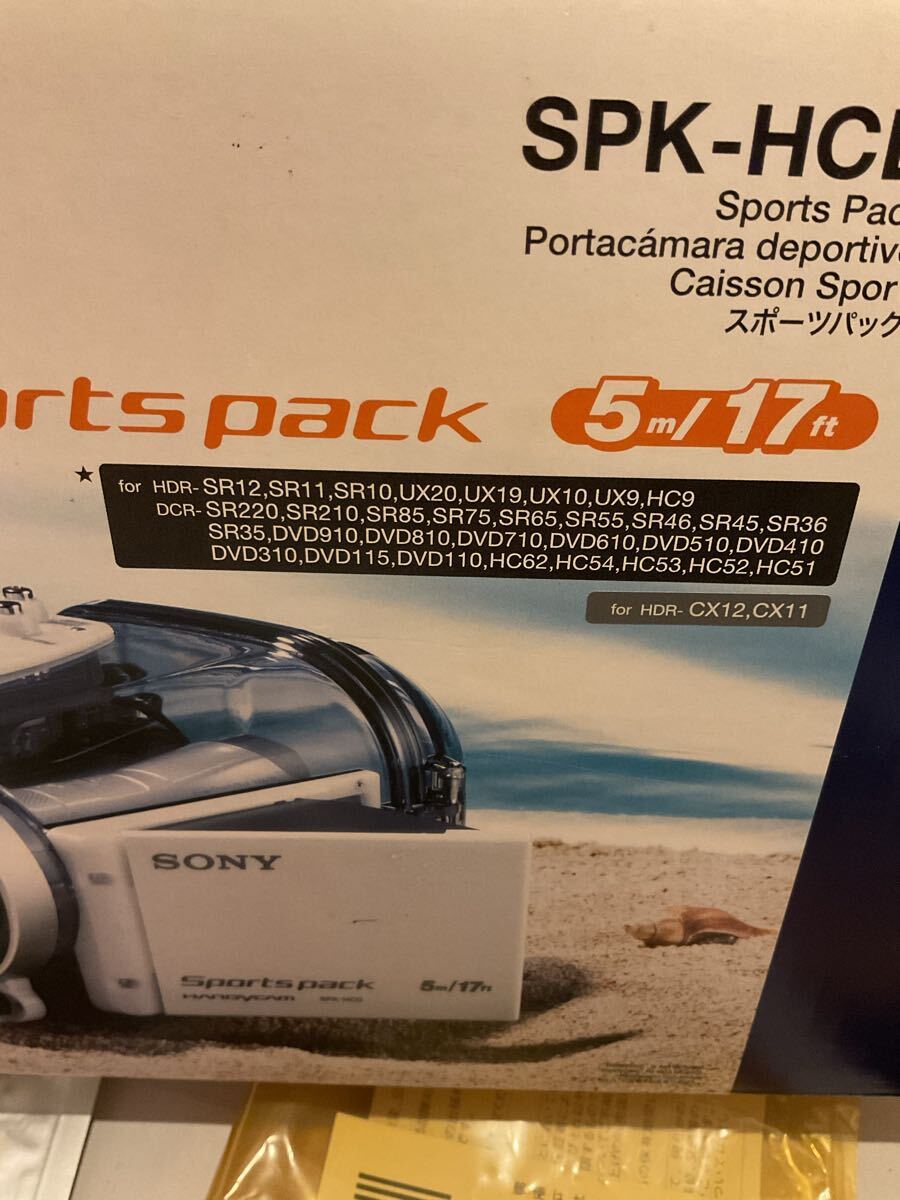 SPK-HC
Sports Pac
Portacámara deportiv
Caisson Spor
スポーツパック
rts pack 5m/17ft
★ for HDR- SR12,SR11,SR10,UX20,UX19,UX10,UX9,HC9
DCR- SR220,SR210,SR85,SR75,SR65,SR55,SR46,SR45,SR36
SR35,DVD910,DVD810,DVD710,DVD610,DVD510,DVD410
DVD310,DVD115,DVD110,HC62,HC54,HC53,HC52,HC51
for HDR- CX12,CX11
SONY
Sports pack 5m/17ft
HANDYCAM